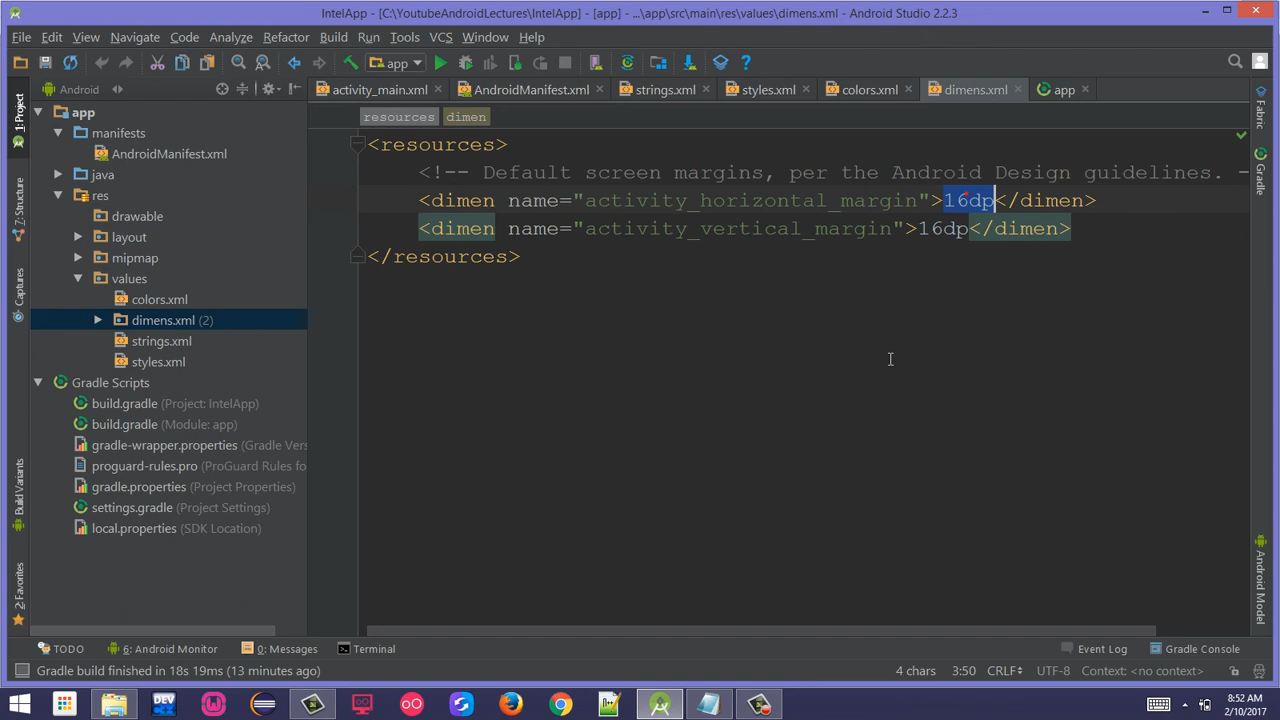 IntelApp - [C:\YoutubeAndroidLectures\IntelApp] - [app] - ...\app\src\main\res\values\dimens.xml - Android Studio 2.2.3
File Edit View Navigate Code Analyze Refactor Build Run Tools VCS Window Help
app
Android
activity_main.xml AndroidManifest.xml strings.xml styles.xml colors.xml dimens.xml app
resources dimen
1: Project
7: Structure
Captures
Build Variants
2: Favorites
app
manifests
AndroidManifest.xml
java
res
drawable
layout
mipmap
values
colors.xml
dimens.xml (2)
strings.xml
styles.xml
Gradle Scripts
build.gradle (Project: IntelApp)
build.gradle (Module: app)
gradle-wrapper.properties (Gradle Vers
proguard-rules.pro (ProGuard Rules fo
gradle.properties (Project Properties)
settings.gradle (Project Settings)
local.properties (SDK Location)
<resources>
<!-- Default screen margins, per the Android Design guidelines. -
<dimen name="activity_horizontal_margin">16dp</dimen>
<dimen name="activity_vertical_margin">16dp</dimen>
</resources>
Fabric
Gradle
Android Model
TODO 6: Android Monitor 0: Messages Terminal Event Log Gradle Console
Gradle build finished in 18s 19ms (13 minutes ago) 4 chars 3:50 CRLF UTF-8 Context: <no context>
DEV
8:52 AM
2/10/2017